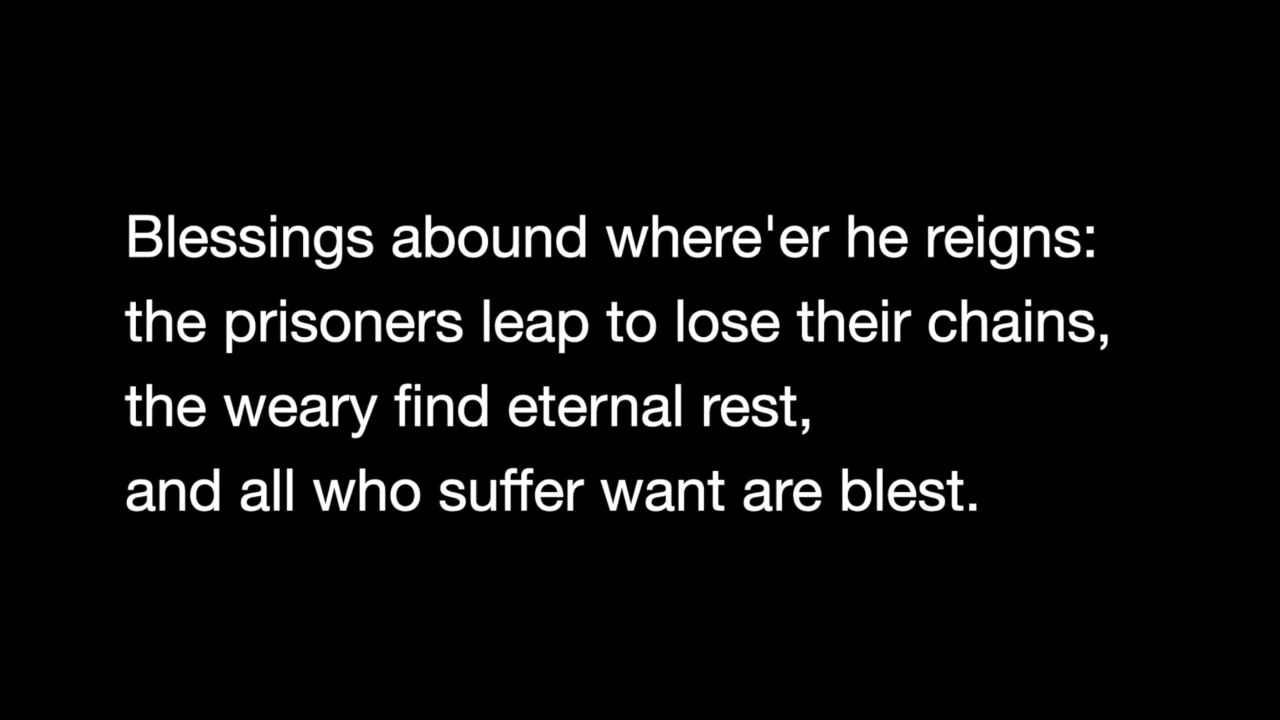 Blessings abound where'er he reigns:
the prisoners leap to lose their chains,
the weary find eternal rest,
and all who suffer want are blest.